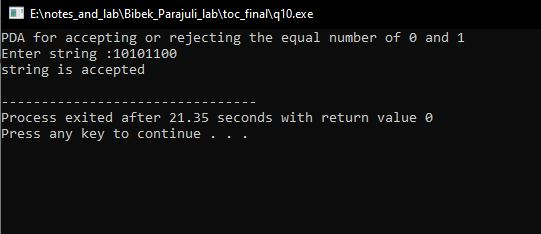 E:\notes_and_lab\Bibek_Parajuli_lab\toc_final\q10.exe
PDA for accepting or rejecting the equal number of 0 and 1
Enter string :10101100
string is accepted
--------------------------------
Process exited after 21.35 seconds with return value 0
Press any key to continue . . .